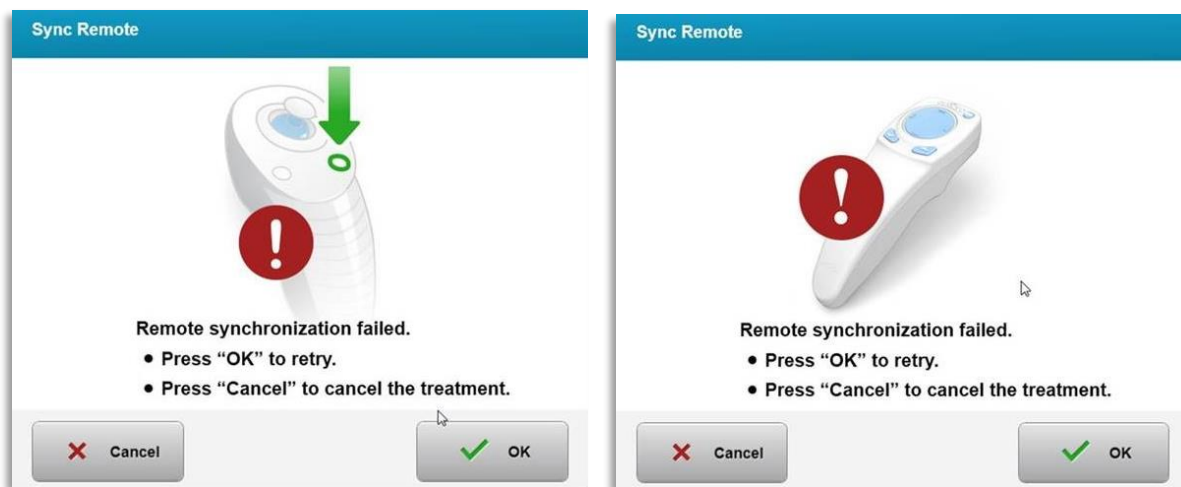 Sync Remote
Remote synchronization failed.
• Press “OK” to retry.
• Press “Cancel” to cancel the treatment.
Cancel
OK
Sync Remote
Remote synchronization failed.
• Press “OK” to retry.
• Press “Cancel” to cancel the treatment.
Cancel
OK